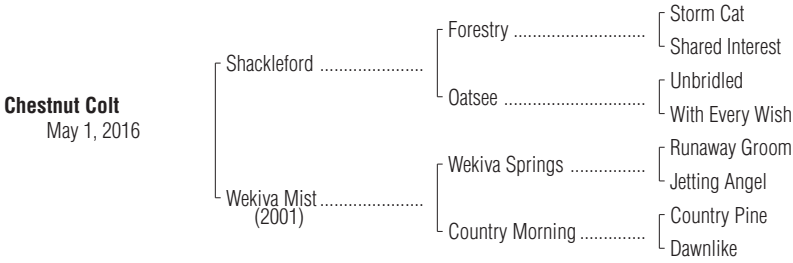 Storm Cat
Forestry ............................
Shared Interest
Shackleford ......................
Unbridled
Oatsee ..............................
With Every Wish
Chestnut Colt
May 1, 2016
Runaway Groom
Wekiva Springs ................
Jetting Angel
Wekiva Mist......................
(2001)
Country Pine
Country Morning ..............
Dawnlike